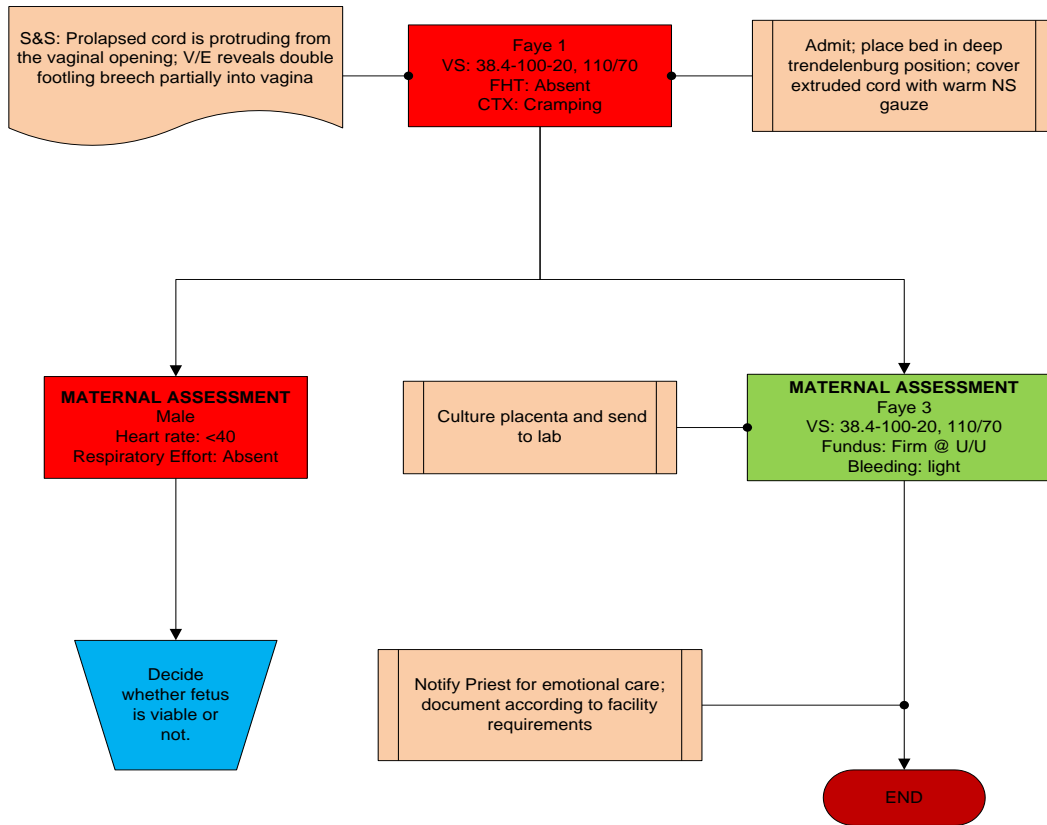 S&S: Prolapsed cord is protruding from
the vaginal opening; V/E reveals double
footling breech partially into vagina
Faye 1
VS: 38.4-100-20, 110/70
FHT: Absent
CTX: Cramping
Admit; place bed in deep
trendelenburg position; cover
extruded cord with warm NS
gauze
MATERNAL ASSESSMENT
Male
Heart rate: <40
Respiratory Effort: Absent
Culture placenta and send
to lab
MATERNAL ASSESSMENT
Faye 3
VS: 38.4-100-20, 110/70
Fundus: Firm @ U/U
Bleeding: light
Decide
whether fetus
is viable or
not.
Notify Priest for emotional care;
document according to facility
requirements
END